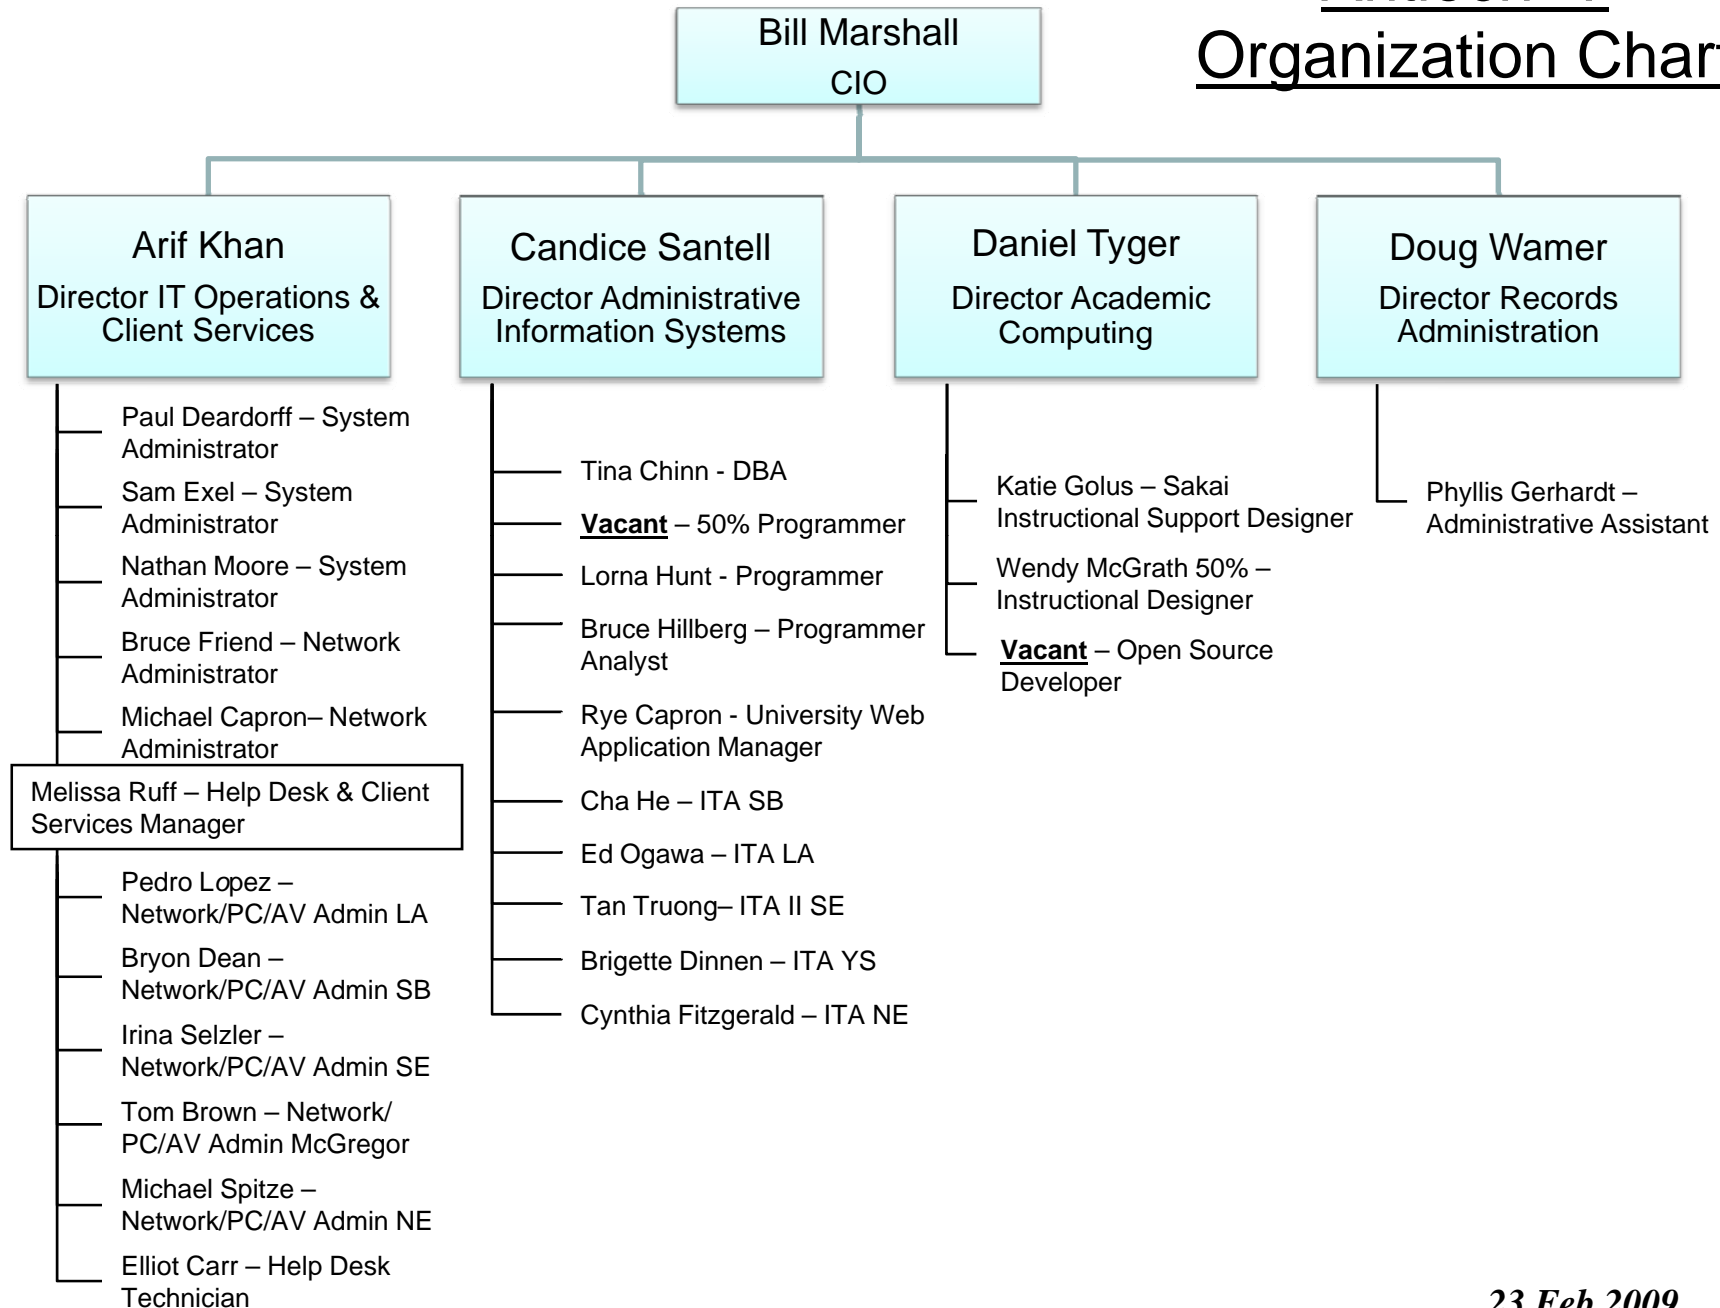 Organization Chart
Bill Marshall
CIO
Arif Khan
Director IT Operations &
Client Services
Paul Deardorff – System
Administrator
Sam Exel – System
Administrator
Nathan Moore – System
Administrator
Bruce Friend – Network
Administrator
Michael Capron– Network
Administrator
Melissa Ruff – Help Desk & Client
Services Manager
Pedro Lopez –
Network/PC/AV Admin LA
Bryon Dean –
Network/PC/AV Admin SB
Irina Selzler –
Network/PC/AV Admin SE
Tom Brown – Network/
PC/AV Admin McGregor
Michael Spitze –
Network/PC/AV Admin NE
Elliot Carr – Help Desk
Technician
Candice Santell
Director Administrative
Information Systems
Tina Chinn - DBA
Vacant – 50% Programmer
Lorna Hunt - Programmer
Bruce Hillberg – Programmer
Analyst
Rye Capron - University Web
Application Manager
Cha He – ITA SB
Ed Ogawa – ITA LA
Tan Truong– ITA II SE
Brigette Dinnen – ITA YS
Cynthia Fitzgerald – ITA NE
Daniel Tyger
Director Academic
Computing
Katie Golus – Sakai
Instructional Support Designer
Wendy McGrath 50% –
Instructional Designer
Vacant – Open Source
Developer
Doug Wamer
Director Records
Administration
Phyllis Gerhardt –
Administrative Assistant
23 Feb 2009